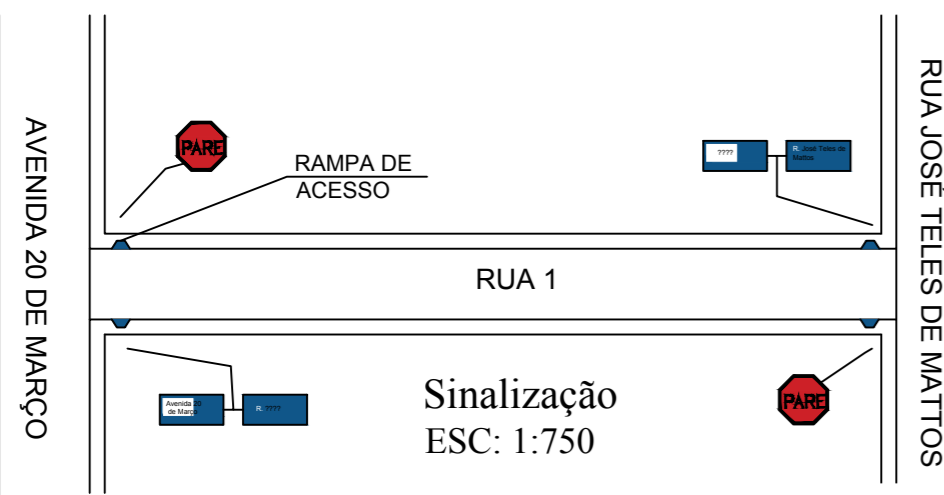 AVENIDA 20 DE MARÇO
PARE
RAMPA DE
ACESSO
????
R. José Teles de
Mattos
RUA JOSÉ TELES DE MATTOS
RUA 1
Avenida 20
de Março
R. ????
Sinalização
ESC: 1:750
PARE